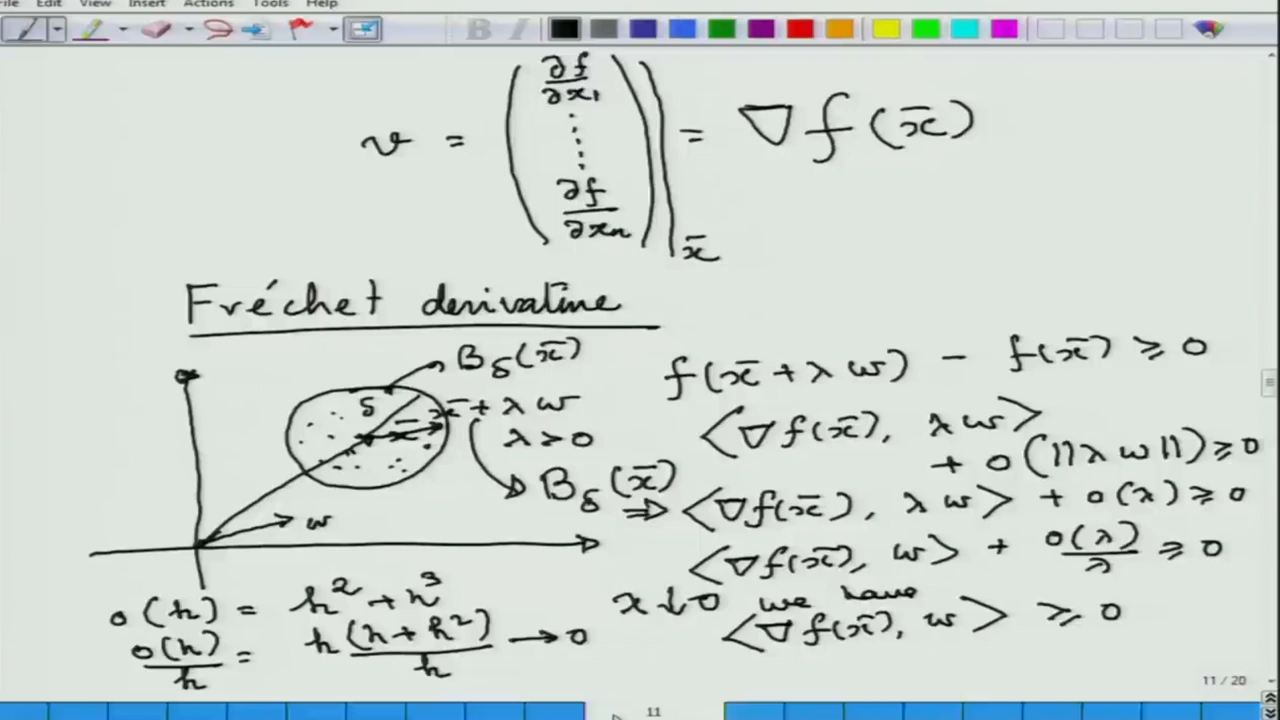 File Edit View Insert Actions Tools Help
B I
v = ( ∂f/∂x₁ ⋮ ∂f/∂xₙ ) |x̄ = ∇f(x̄)
Fréchet derivative
B_δ(x̄)
δ
x̄
x̄ + λw
λ > 0
B_δ(x̄)
w
f(x̄ + λw) − f(x̄) ≥ 0
⟨∇f(x̄), λw⟩
+ o(||λw||) ≥ 0
⇒ ⟨∇f(x̄), λw⟩ + o(λ) ≥ 0
⟨∇f(x̄), w⟩ + o(λ)/λ ≥ 0
λ ↓ 0 we have
⟨∇f(x̄), w⟩ ≥ 0
o(h) = h² + h³
o(h)/h = h(h + h²)/h → 0
11 / 20
11